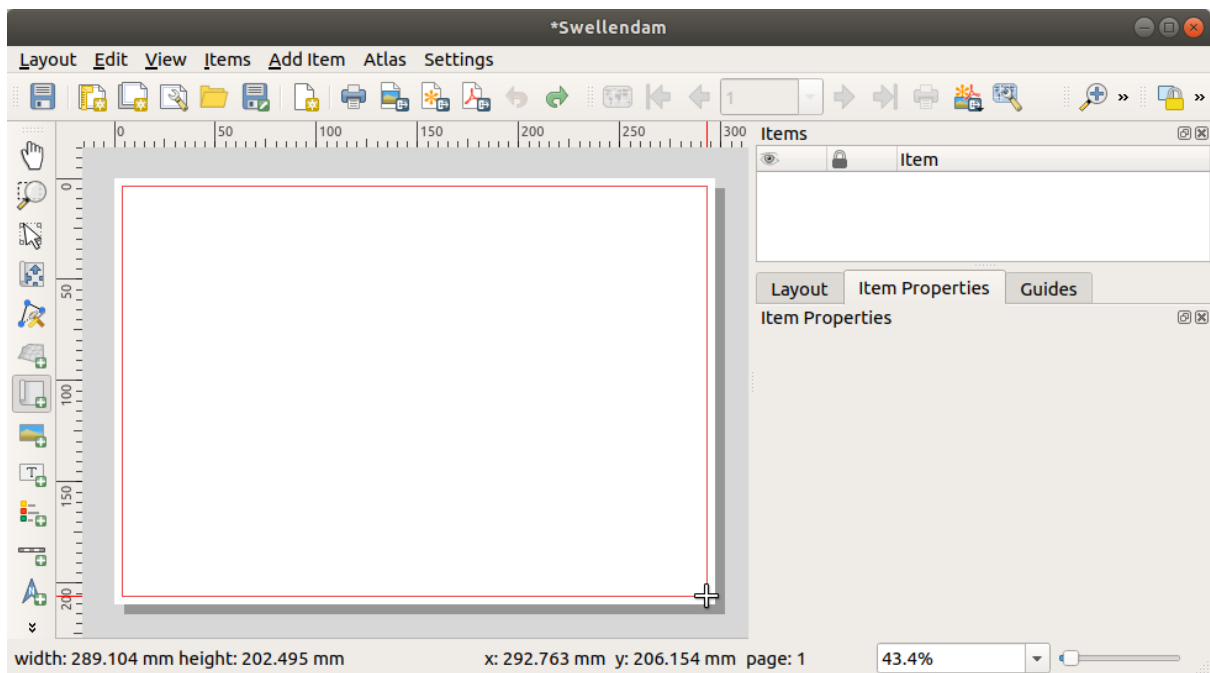 *Swellendam
Layout Edit View Items Add Item Atlas Settings
1
» »
0 50 100 150 200 250 300
Items
Item
0
50
100
150
200
Layout Item Properties Guides
Item Properties
T
N
width: 289.104 mm height: 202.495 mm x: 292.763 mm y: 206.154 mm page: 1 43.4%